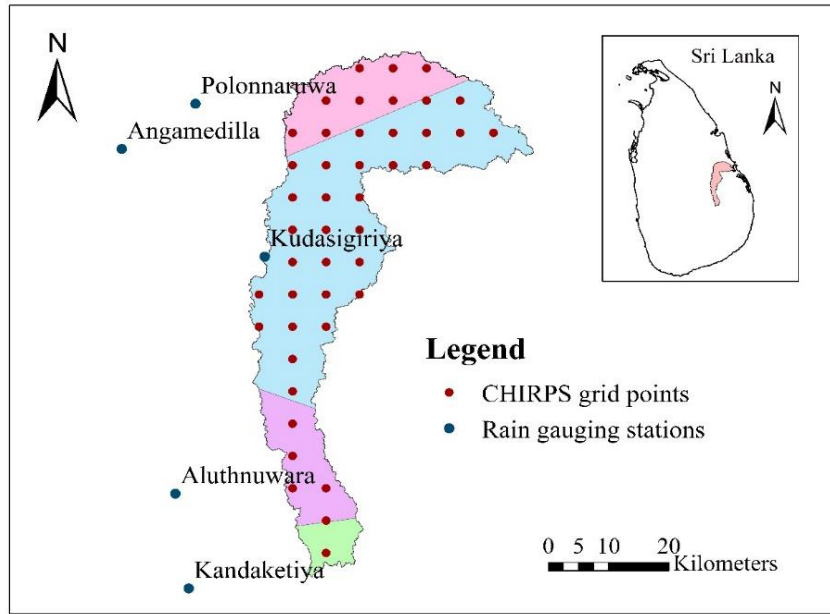 N
Polonnaruwa
Angamedilla
Kudasigiriya
Aluthnuwara
Kandaketiya
Sri Lanka
N
Legend
CHIRPS grid points
Rain gauging stations
0 5 10 20
Kilometers